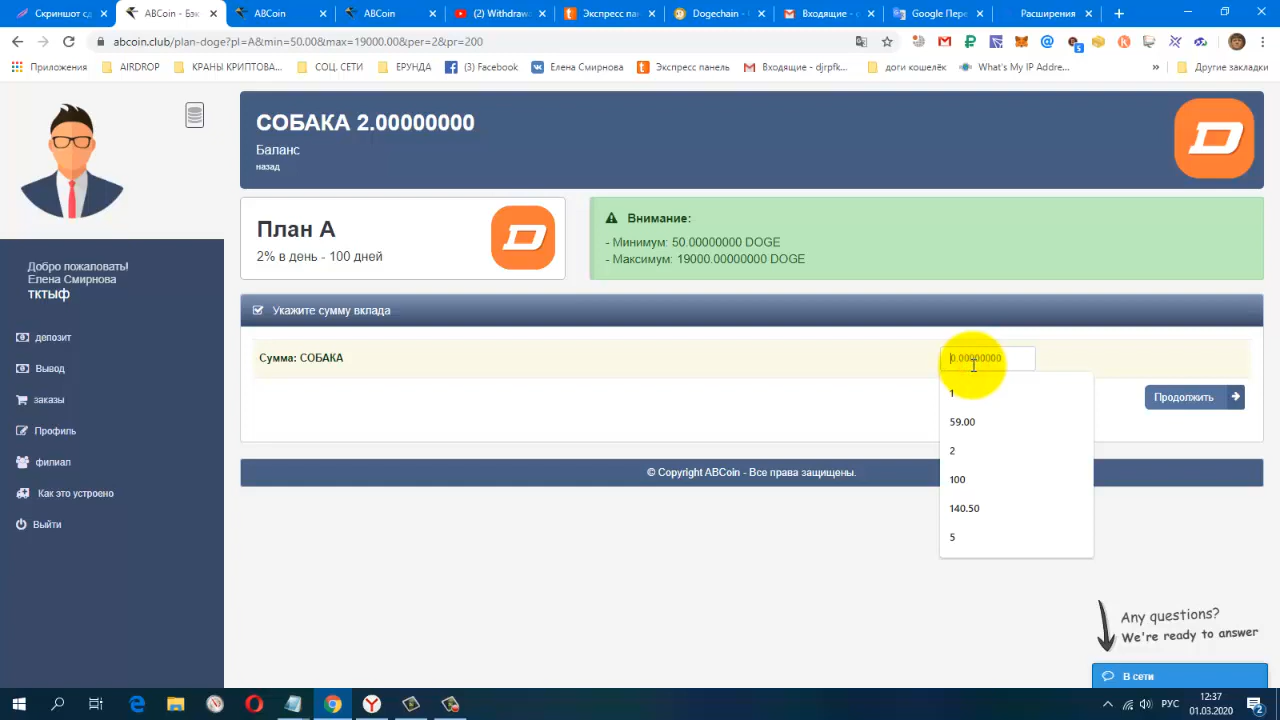 Скриншот сд
ABCoin - Бэк
ABCoin
ABCoin
(2) Withdraw
Экспресс па
Dogechain -
Входящие -
Google Пере
Расширения
abcoin.club/plan-doge?pl=A&min=50.00&max=19000.00&per=2&pr=200
Приложения
AIRDROP
КРАНЫ КРИПТОВА...
СОЦ. СЕТИ
ЕРУНДА
(3) Facebook
Елена Смирнова
Экспресс панель
Входящие - djrpfk...
доги кошелёк
What's My IP Addre...
»
Другие закладки
СОБАКА 2.00000000
Баланс
назад
План А
2% в день - 100 дней
Внимание:
- Минимум: 50.00000000 DOGE
- Максимум: 19000.00000000 DOGE
Добро пожаловать!
Елена Смирнова
тктыф
депозит
Вывод
заказы
Профиль
филиал
Как это устроено
Выйти
Укажите сумму вклада
Сумма: СОБАКА
0.00000000
1
59.00
2
100
140.50
5
Продолжить
© Copyright ABCoin - Все права защищены.
Any questions?
We're ready to answer
В сети
РУС
12:37
01.03.2020
2